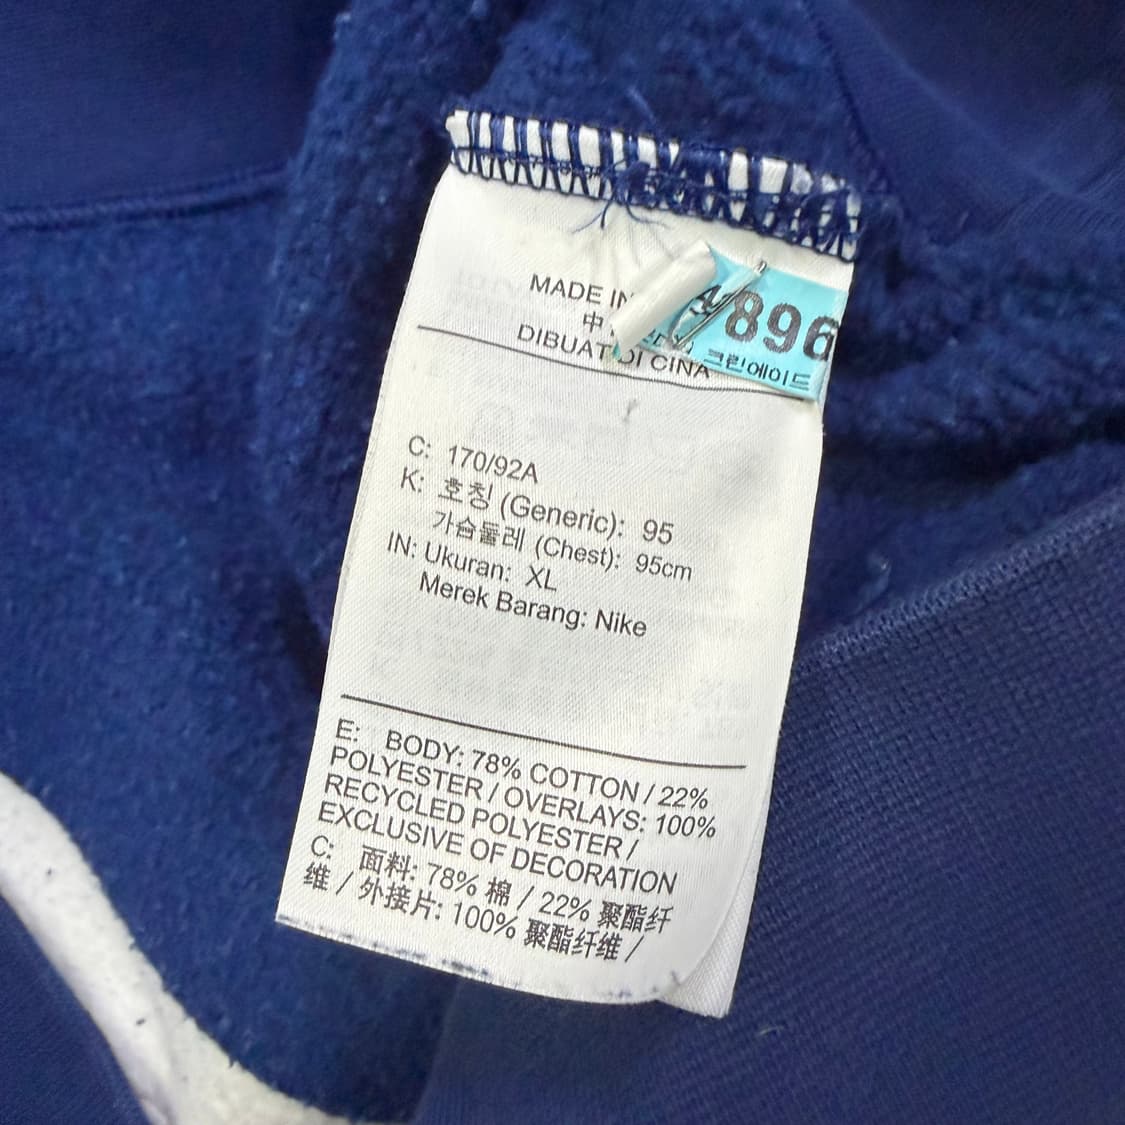 MADE IN
中
DIBUAT DI CINA
896
크린에이드
C: 170/92A
K: 호칭 (Generic): 95
가슴둘레 (Chest): 95cm
IN: Ukuran: XL
Merek Barang: Nike
E: BODY: 78% COTTON / 22%
POLYESTER / OVERLAYS: 100%
RECYCLED POLYESTER /
EXCLUSIVE OF DECORATION
C: 面料: 78% 棉 / 22% 聚酯纤
维 / 外接片: 100% 聚酯纤维 /